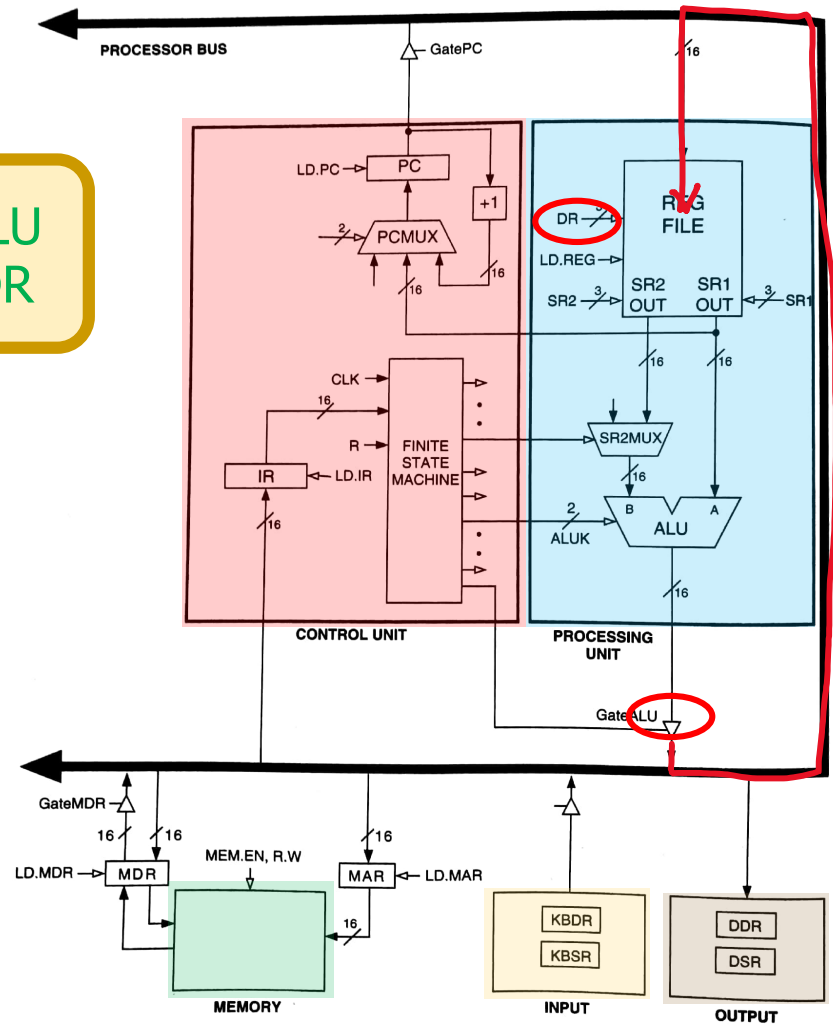 PROCESSOR BUS
GatePC
16
LU
DR
LD.PC
PC
+1
2
PCMUX
16
16
REG
FILE
DR
3
LD.REG
SR2
3
SR2
OUT
SR1
OUT
3
SR1
16
16
CLK
16
R
FINITE
STATE
MACHINE
IR
LD.IR
16
SR2MUX
16
2
ALUK
B
A
ALU
16
CONTROL UNIT
PROCESSING
UNIT
GateALU
GateMDR
16
16
16
MEM.EN, R.W
LD.MDR
MDR
MAR
LD.MAR
16
KBDR
KBSR
DDR
DSR
MEMORY
INPUT
OUTPUT